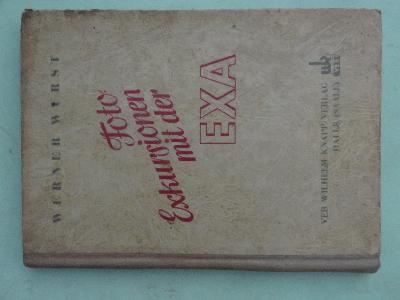 WERNER WURST
Foto-
Exkursionen
mit der
EXA
VEB WILHELM KNAPP VERLAG
HALLE (SAALE)